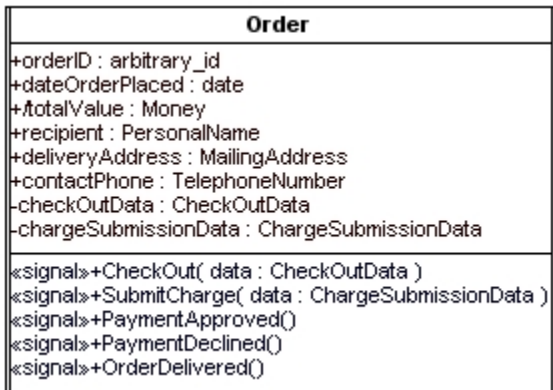 Order
+orderID : arbitrary_id
+dateOrderPlaced : date
+/totalValue : Money
+recipient : PersonalName
+deliveryAddress : MailingAddress
+contactPhone : TelephoneNumber
-checkOutData : CheckOutData
-chargeSubmissionData : ChargeSubmissionData
«signal»+CheckOut( data : CheckOutData )
«signal»+SubmitCharge( data : ChargeSubmissionData )
«signal»+PaymentApproved()
«signal»+PaymentDeclined()
«signal»+OrderDelivered()